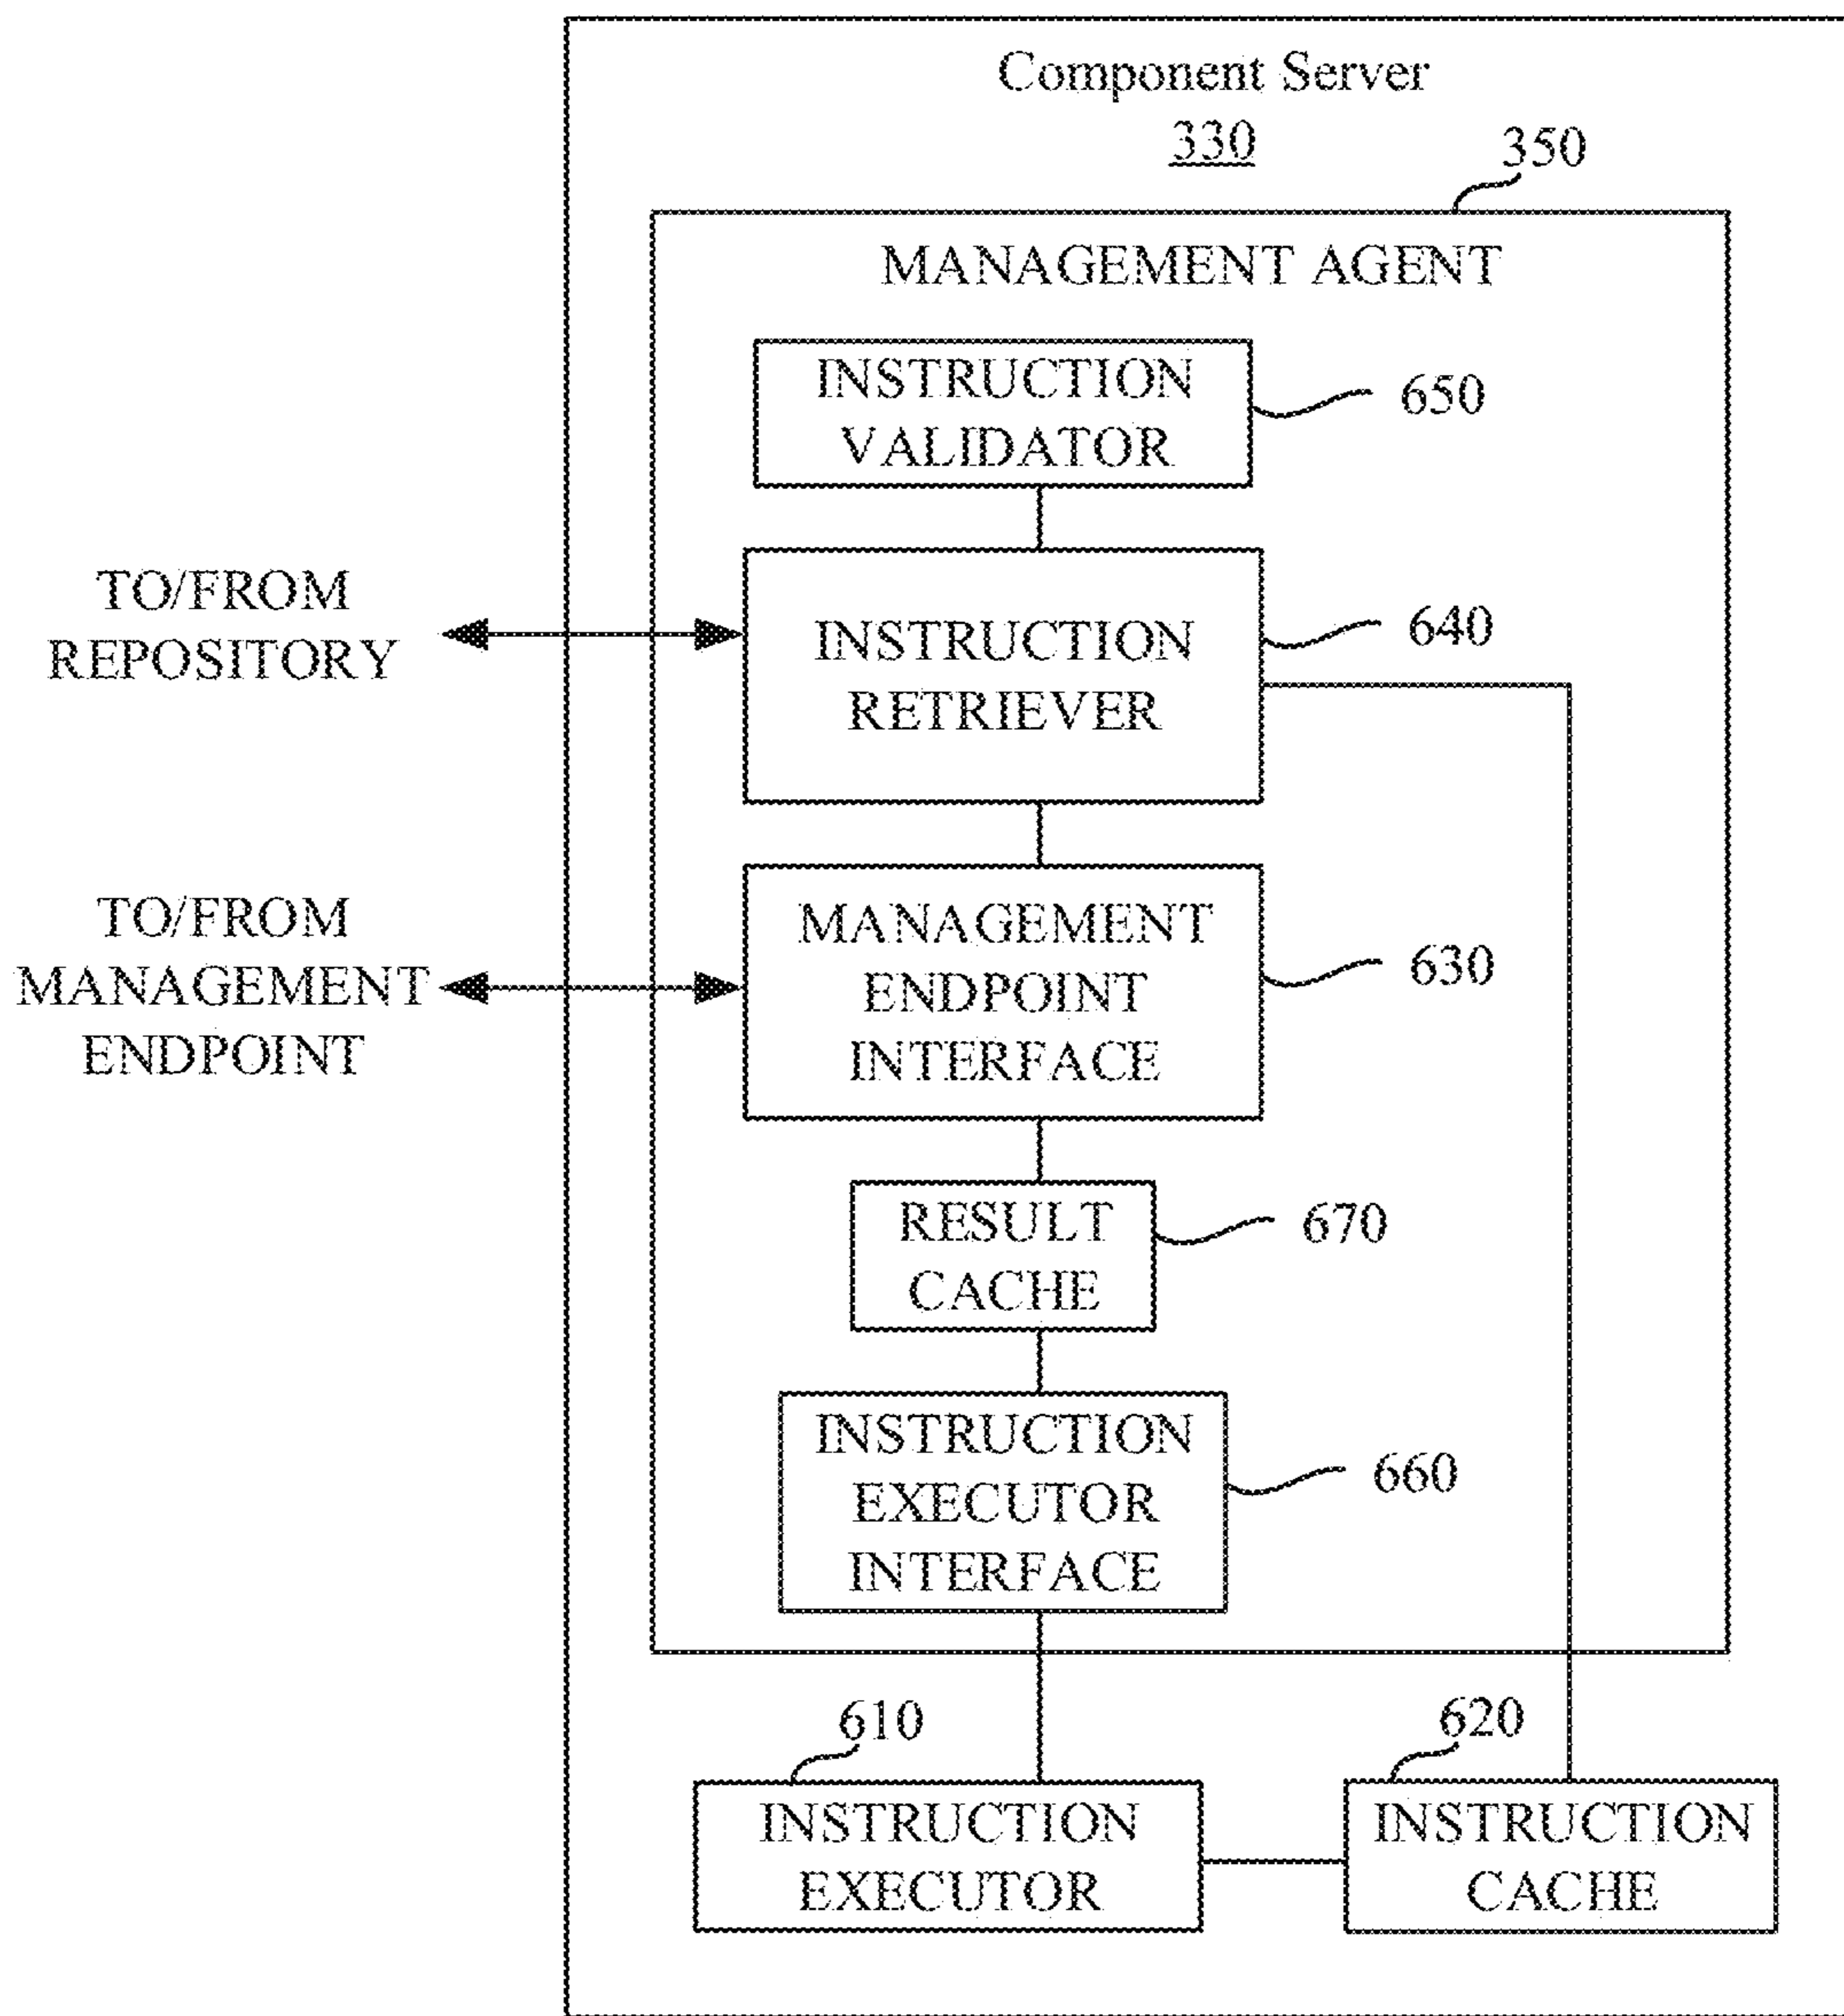 Component Server
330
350
MANAGEMENT AGENT
INSTRUCTION
VALIDATOR
650
TO/FROM
REPOSITORY
INSTRUCTION
RETRIEVER
640
TO/FROM
MANAGEMENT
ENDPOINT
MANAGEMENT
ENDPOINT
INTERFACE
630
RESULT
CACHE
670
INSTRUCTION
EXECUTOR
INTERFACE
660
610
INSTRUCTION
EXECUTOR
620
INSTRUCTION
CACHE